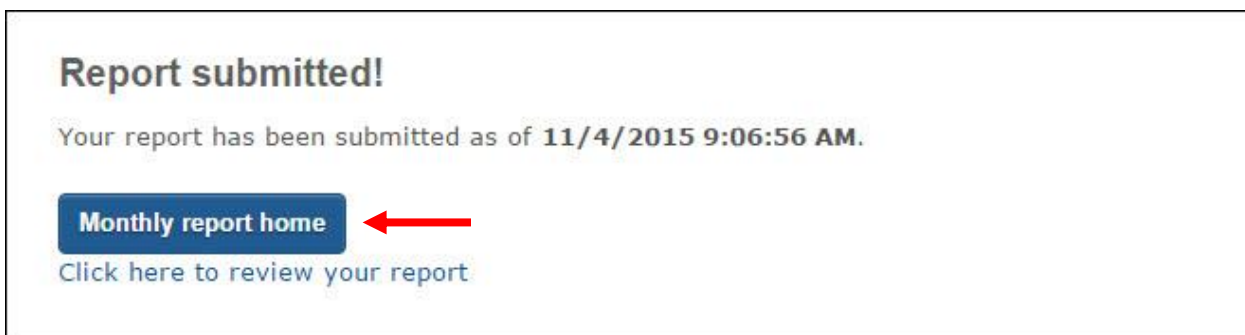 Report submitted!
Your report has been submitted as of 11/4/2015 9:06:56 AM.
Monthly report home
Click here to review your report